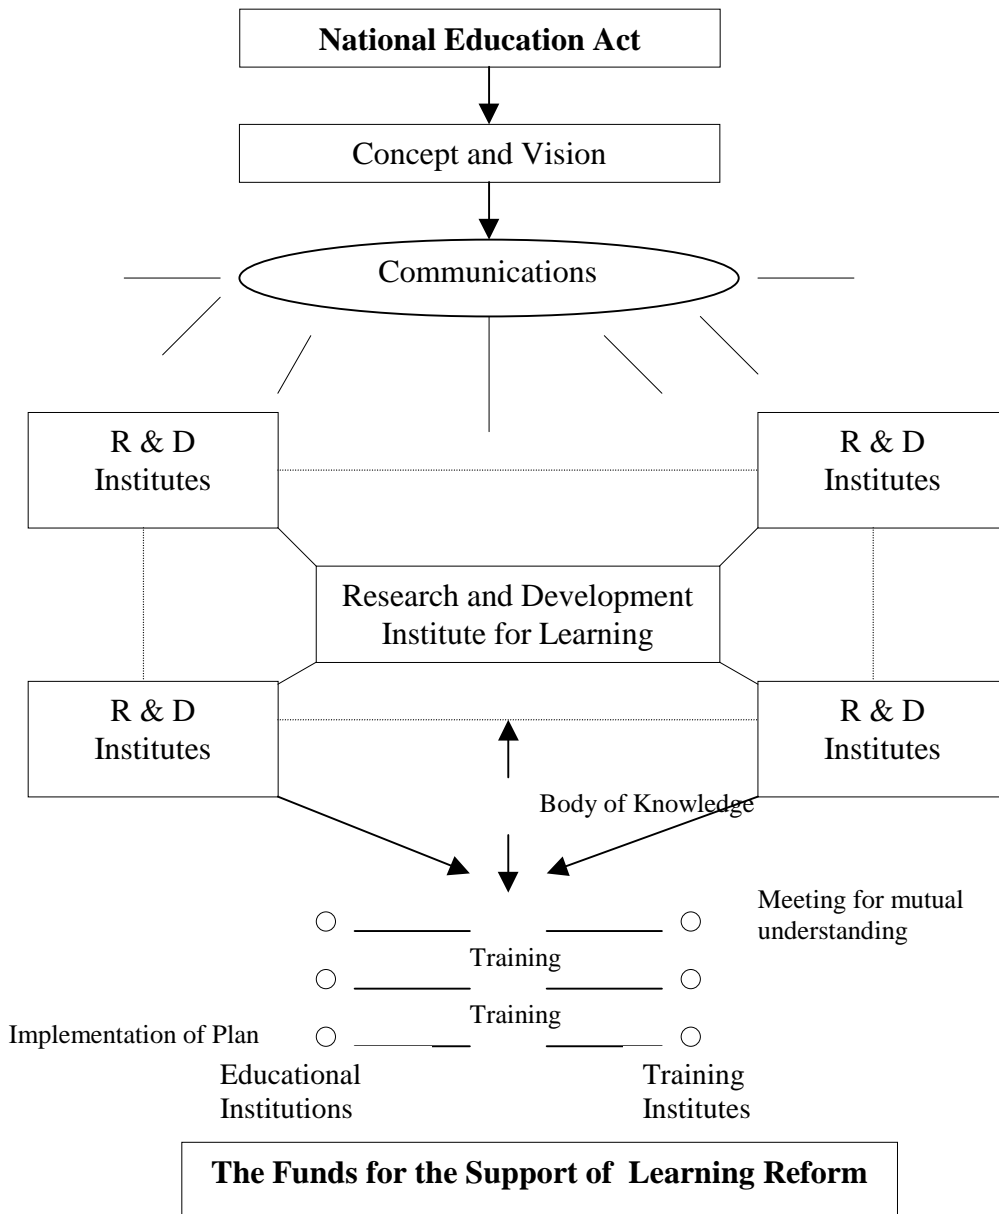 National Education Act
Concept and Vision
Communications
R & D
Institutes
R & D
Institutes
Research and Development
Institute for Learning
R & D
Institutes
R & D
Institutes
Body of Knowledge
Meeting for mutual
understanding
Training
Training
Implementation of Plan
Educational
Institutions
Training
Institutes
The Funds for the Support of Learning Reform